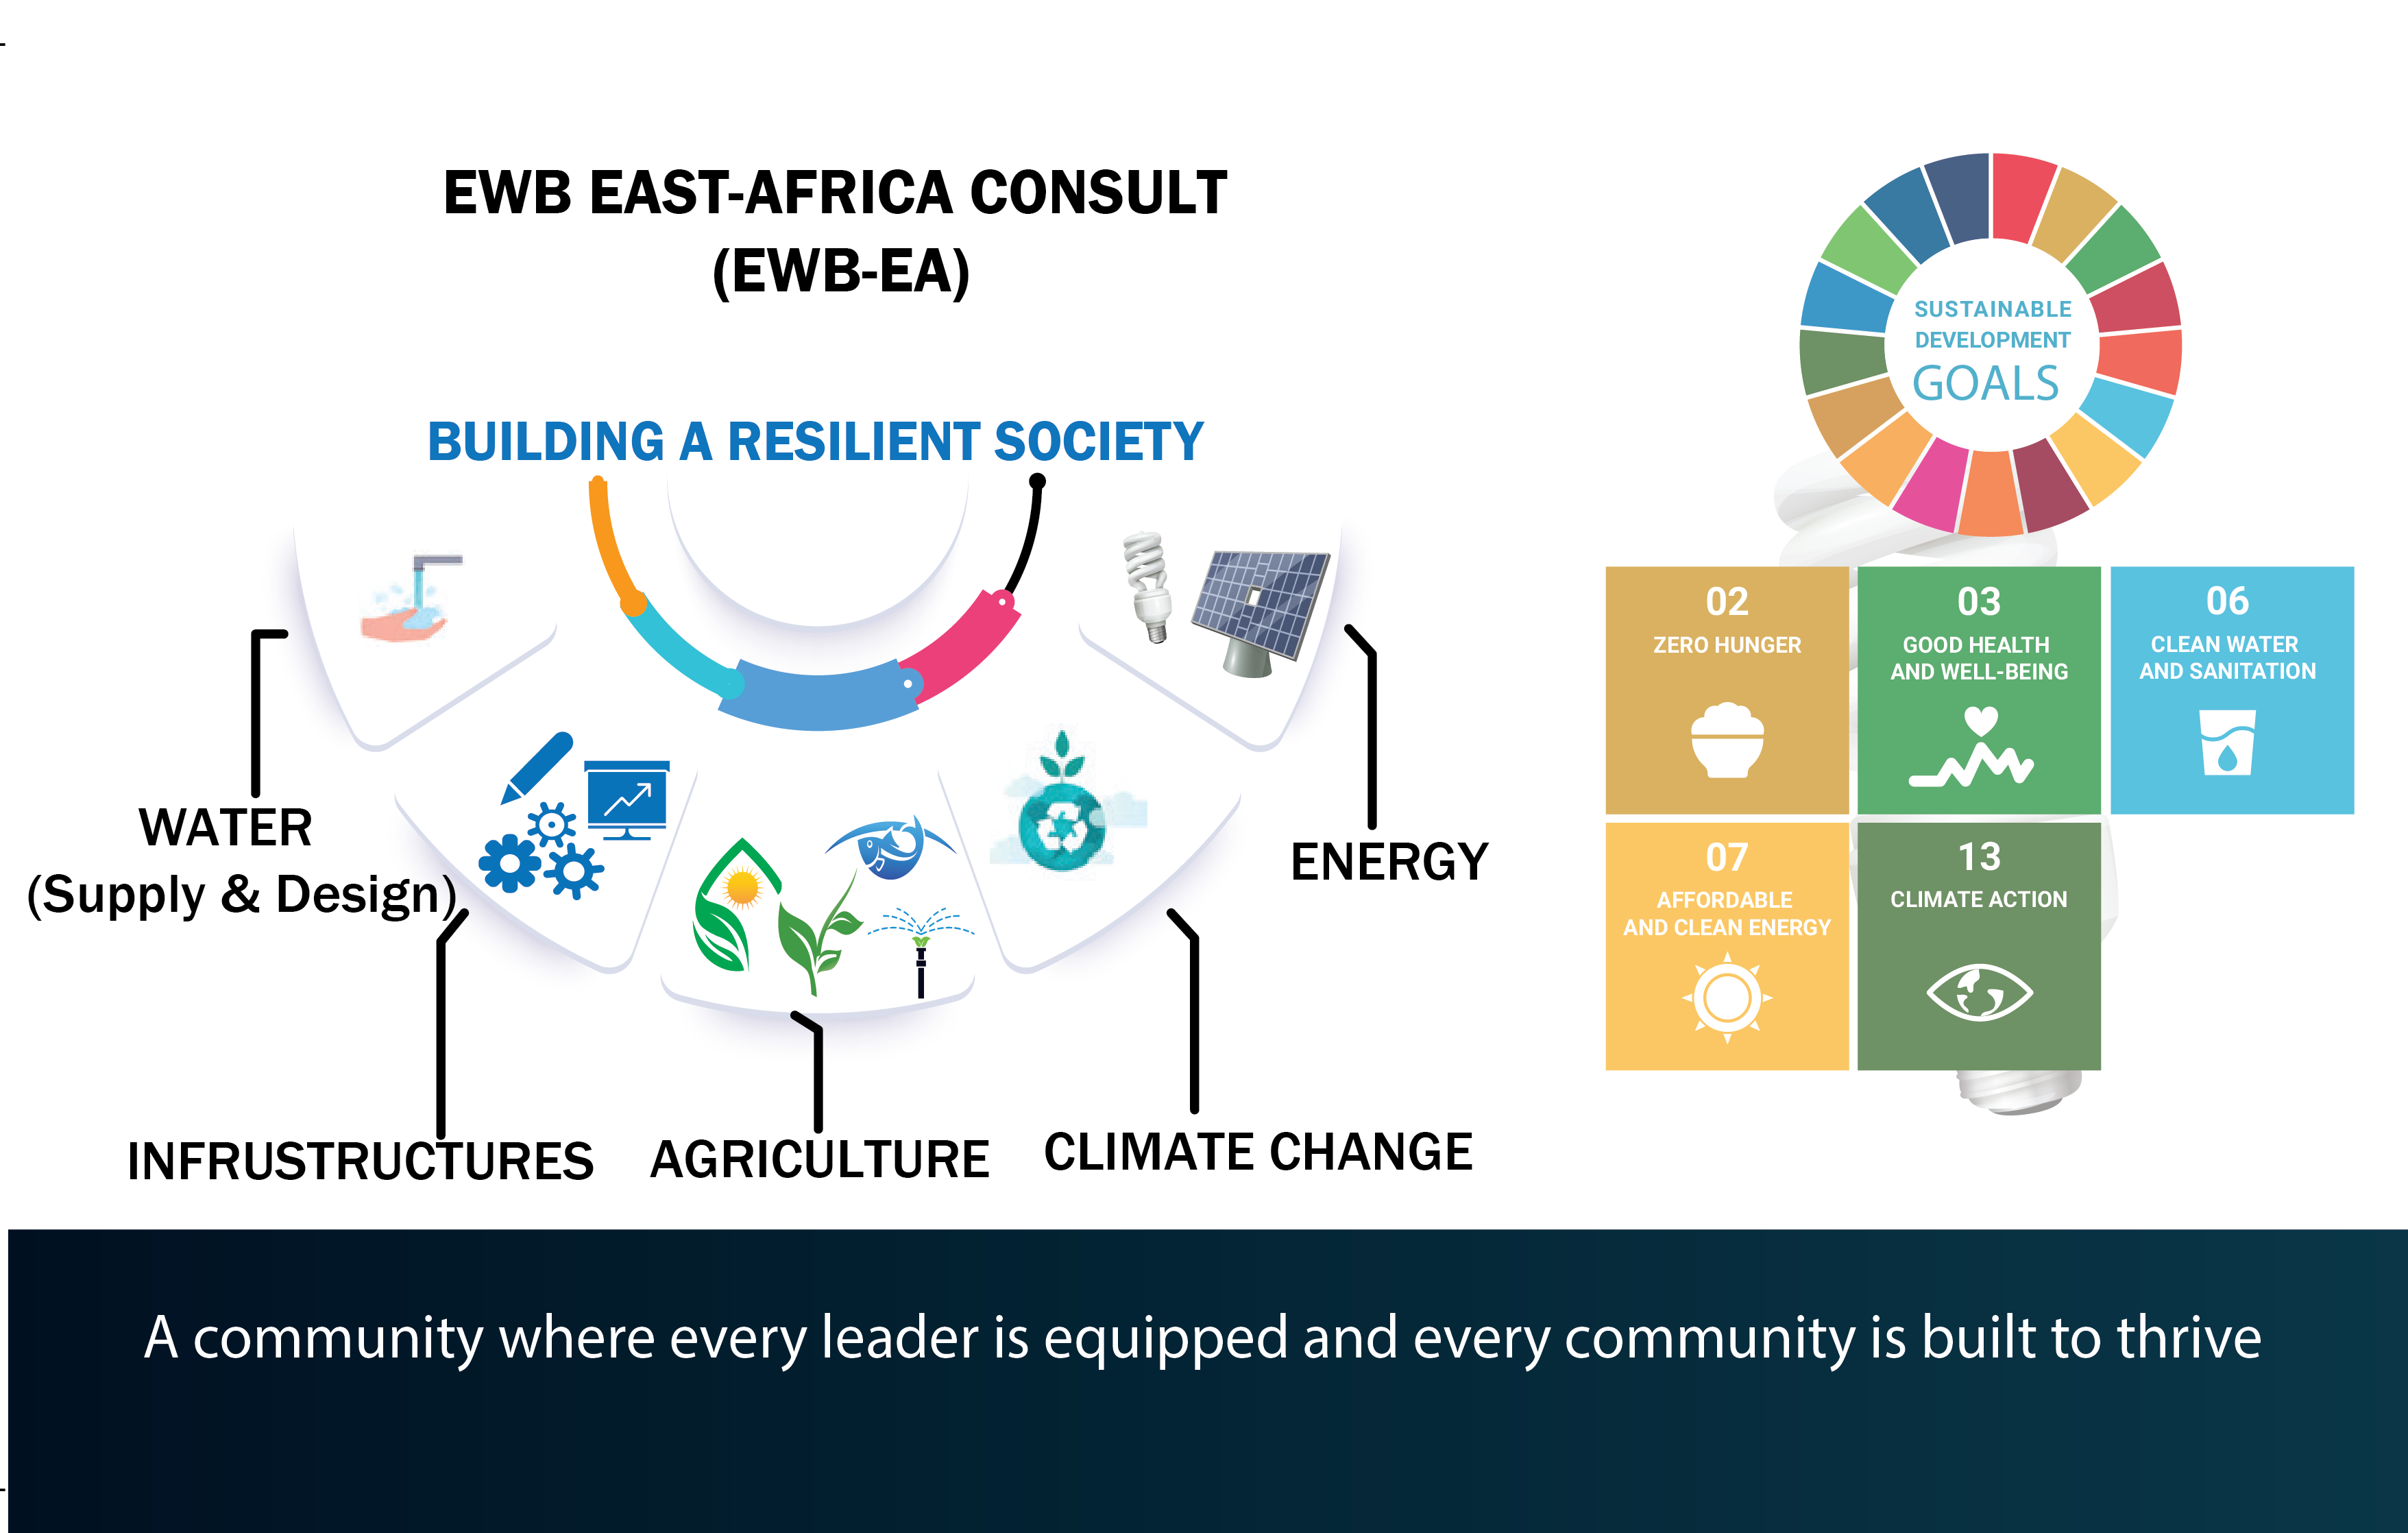 EWB EAST-AFRICA CONSULT
(EWB-EA)
BUILDING A RESILIENT SOCIETY
WATER
(Supply & Design)
INFRUSTRUCTURES
AGRICULTURE
CLIMATE CHANGE
ENERGY
SUSTAINABLE
DEVELOPMENT
GOALS
02
ZERO HUNGER
03
GOOD HEALTH
AND WELL-BEING
06
CLEAN WATER
AND SANITATION
07
AFFORDABLE
AND CLEAN ENERGY
13
CLIMATE ACTION
A community where every leader is equipped and every community is built to thrive